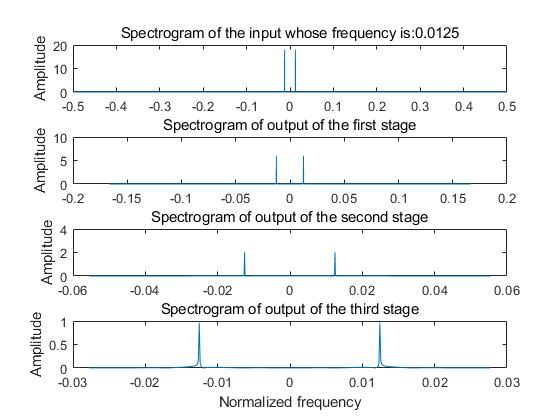 Spectrogram of the input whose frequency is:0.0125
Amplitude
20
10
0
-0.5 -0.4 -0.3 -0.2 -0.1 0 0.1 0.2 0.3 0.4 0.5
Spectrogram of output of the first stage
Amplitude
10
5
0
-0.2 -0.15 -0.1 -0.05 0 0.05 0.1 0.15 0.2
Spectrogram of output of the second stage
Amplitude
4
2
0
-0.06 -0.04 -0.02 0 0.02 0.04 0.06
Spectrogram of output of the third stage
Amplitude
1
0.5
0
-0.03 -0.02 -0.01 0 0.01 0.02 0.03
Normalized frequency